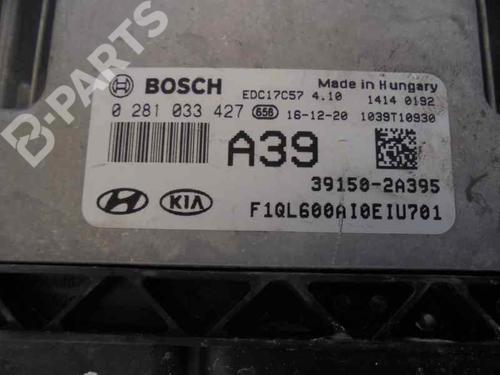 BOSCH
EDC17C57 4.10
Made in Hungary
1414 0192
0 281 033 427
656
16-12-20
1039T10930
A39
39150-2A395
KIA
F1QL600AI0EIU701
B-PARTS